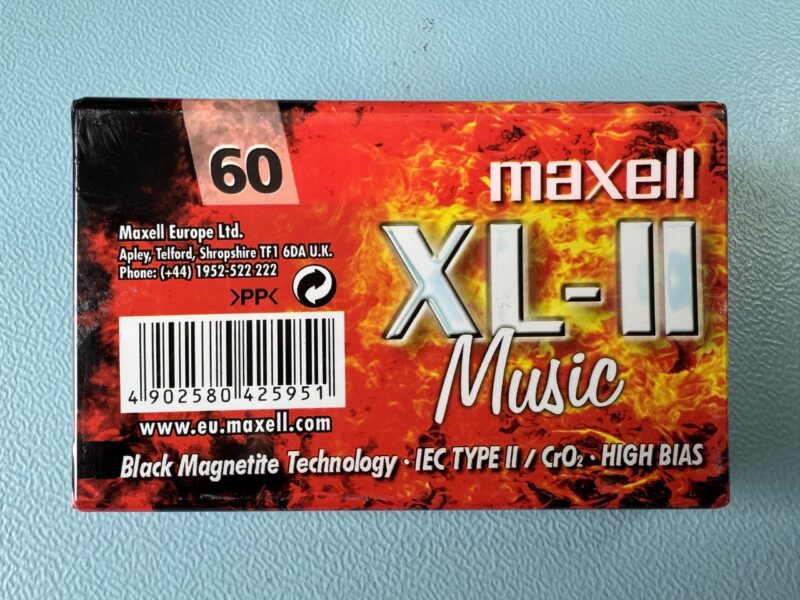 60
maxell
XL-II
Music
Maxell Europe Ltd.
Apley, Telford, Shropshire TF1 6DA U.K.
Phone: (+44) 1952-522 222
>PP<
4 902580 425951
www.eu.maxell.com
Black Magnetite Technology · IEC TYPE II / CrO₂ · HIGH BIAS